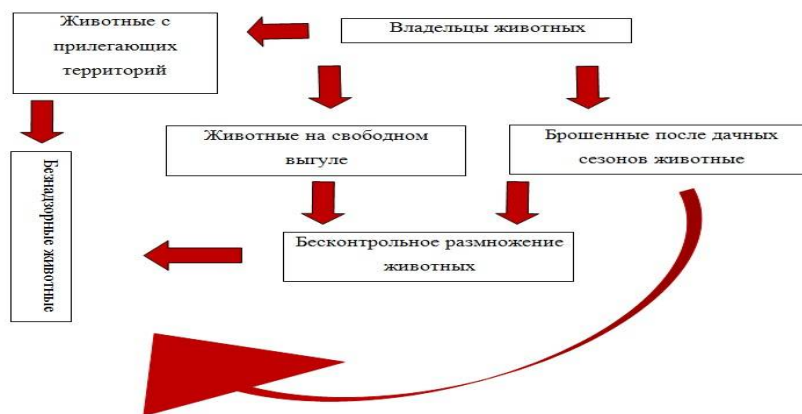 Животные с
прилегающих
территорий
Владельцы животных
Животные на свободном
выгуле
Брошенные после дачных
сезонов животные
Безнадзорные животные
Бесконтрольное размножение
животных